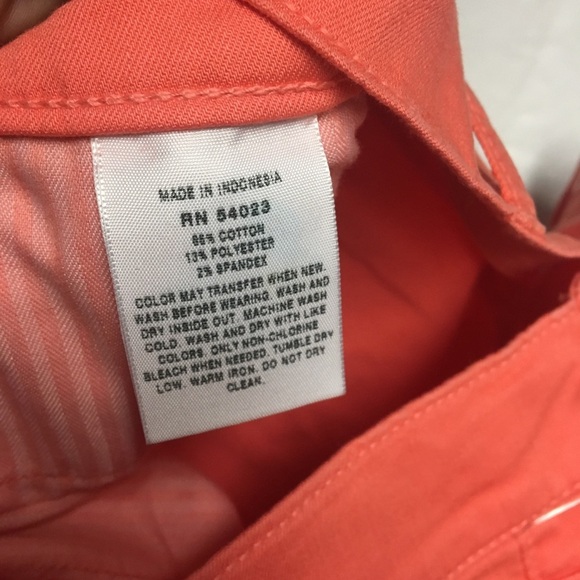 MADE IN INDONESIA
RN 54023
85% COTTON
13% POLYESTER
2% SPANDEX
COLOR MAY TRANSFER WHEN NEW.
WASH BEFORE WEARING. WASH AND
DRY INSIDE OUT. MACHINE WASH
COLD. WASH AND DRY WITH LIKE
COLORS. ONLY NON-CHLORINE
BLEACH WHEN NEEDED. TUMBLE DRY
LOW. WARM IRON. DO NOT DRY
CLEAN.